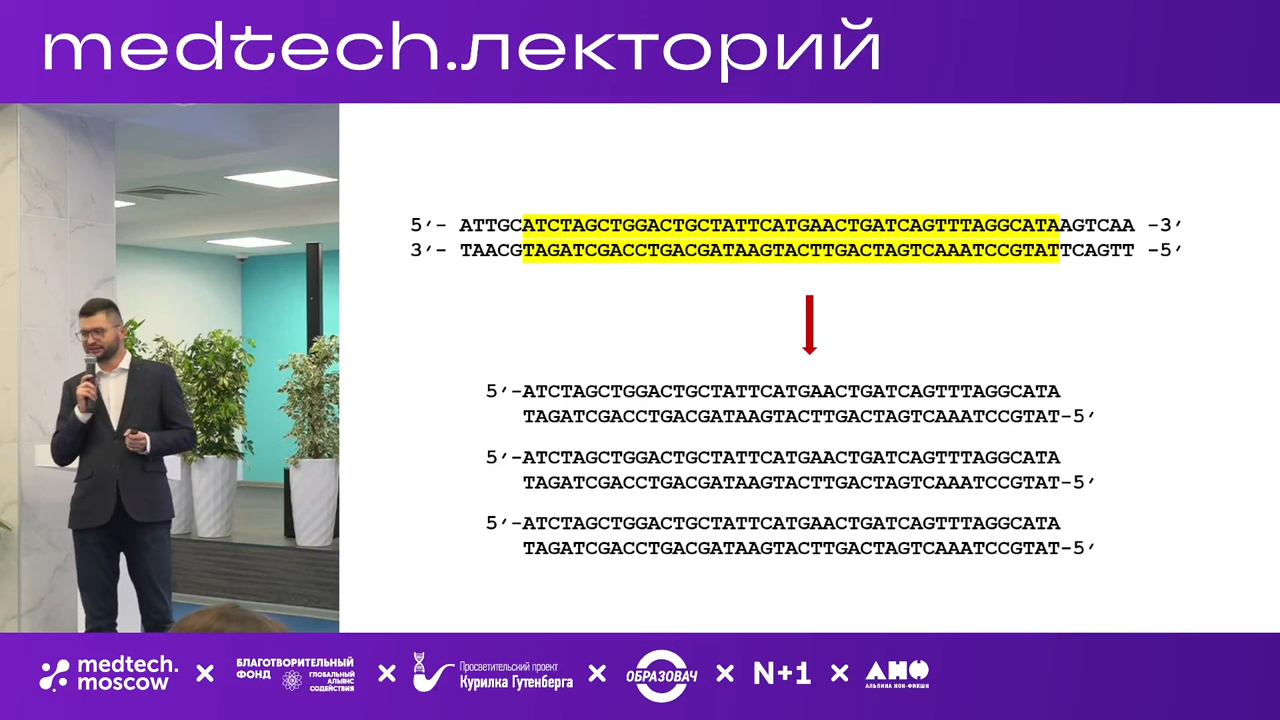 medtech.лекторий
5′- ATTGCATCTAGCTGGACTGCTATTCATGAACTGATCAGTTTAGGCATAAGTCAA -3′
3′- TAACGTAGATCGACCTGACGATAAGTACTTGACTAGTCAAATCCGTATTCAGTT -5′
5′-ATCTAGCTGGACTGCTATTCATGAACTGATCAGTTTAGGCATA
TAGATCGACCTGACGATAAGTACTTGACTAGTCAAATCCGTAT-5′
5′-ATCTAGCTGGACTGCTATTCATGAACTGATCAGTTTAGGCATA
TAGATCGACCTGACGATAAGTACTTGACTAGTCAAATCCGTAT-5′
5′-ATCTAGCTGGACTGCTATTCATGAACTGATCAGTTTAGGCATA
TAGATCGACCTGACGATAAGTACTTGACTAGTCAAATCCGTAT-5′
medtech.
moscow
×
БЛАГОТВОРИТЕЛЬНЫЙ
ФОНД
ГЛОБАЛЬНЫЙ
АЛЬЯНС
СОДЕЙСТВИЯ
×
Просветительский проект
Курилка Гутенберга
×
ОБРАЗОВАЧ
×
N+1
×
АНФ
АЛЬПИНА НОН-ФИКШН